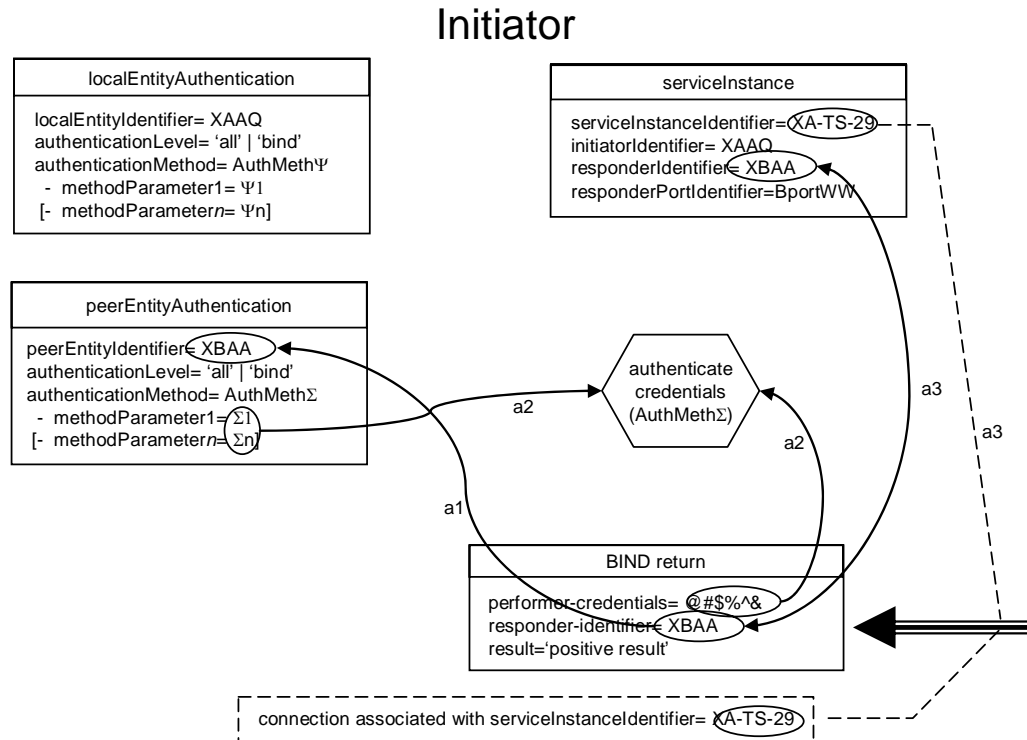 Initiator
localEntityAuthentication
localEntityIdentifier= XAAQ
authenticationLevel= ‘all’ | ‘bind’
authenticationMethod= AuthMethΨ
- methodParameter1= Ψ1
[- methodParametern= Ψn]
serviceInstance
serviceInstanceIdentifier= XA-TS-29
initiatorIdentifier= XAAQ
responderIdentifier= XBAA
responderPortIdentifier=BportWW
peerEntityAuthentication
peerEntityIdentifier= XBAA
authenticationLevel= ‘all’ | ‘bind’
authenticationMethod= AuthMethΣ
- methodParameter1= Σ1
[- methodParametern= Σn]
authenticate
credentials
(AuthMethΣ)
a2
a2
a3
a3
a1
BIND return
performer-credentials= @#$%^&
responder-identifier= XBAA
result=‘positive result’
connection associated with serviceInstanceIdentifier= XA-TS-29